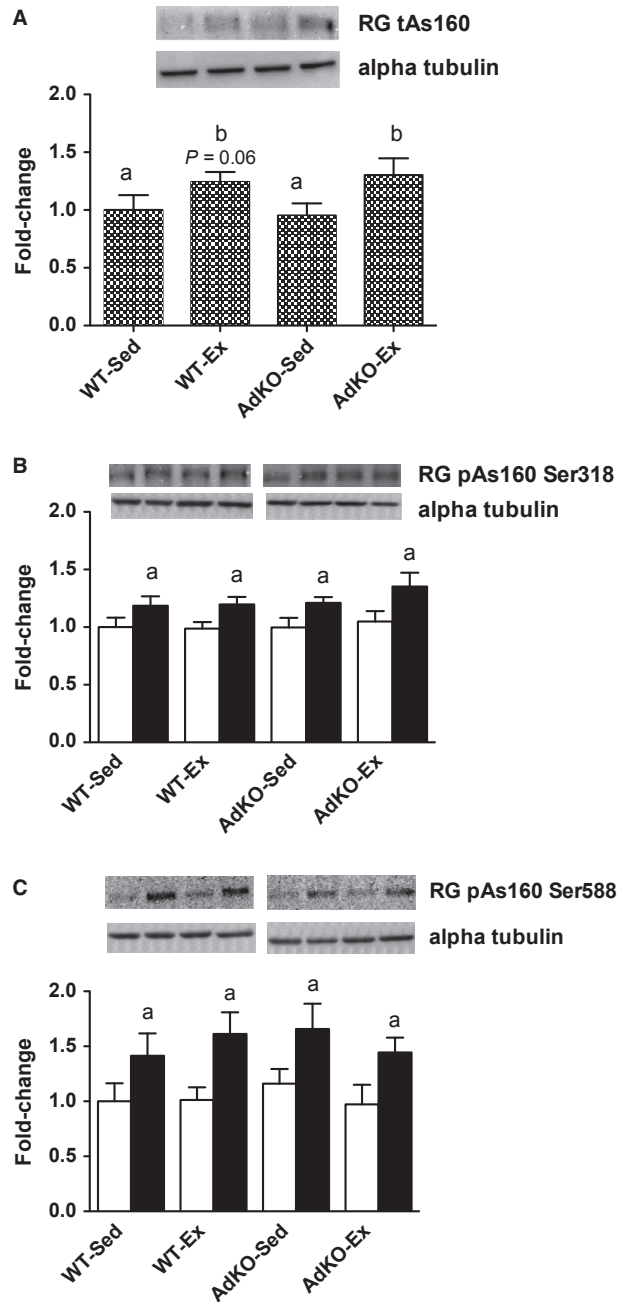 A
RG tAs160
alpha tubulin
2.0
1.5
1.0
0.5
0.0
Fold-change
a
b
P = 0.06
a
b
WT-Sed
WT-Ex
AdKO-Sed
AdKO-Ex
B
RG pAs160 Ser318
alpha tubulin
2.0
1.5
1.0
0.5
0.0
Fold-change
a
a
a
a
WT-Sed
WT-Ex
AdKO-Sed
AdKO-Ex
C
RG pAs160 Ser588
alpha tubulin
2.0
1.5
1.0
0.5
0.0
Fold-change
a
a
a
a
WT-Sed
WT-Ex
AdKO-Sed
AdKO-Ex